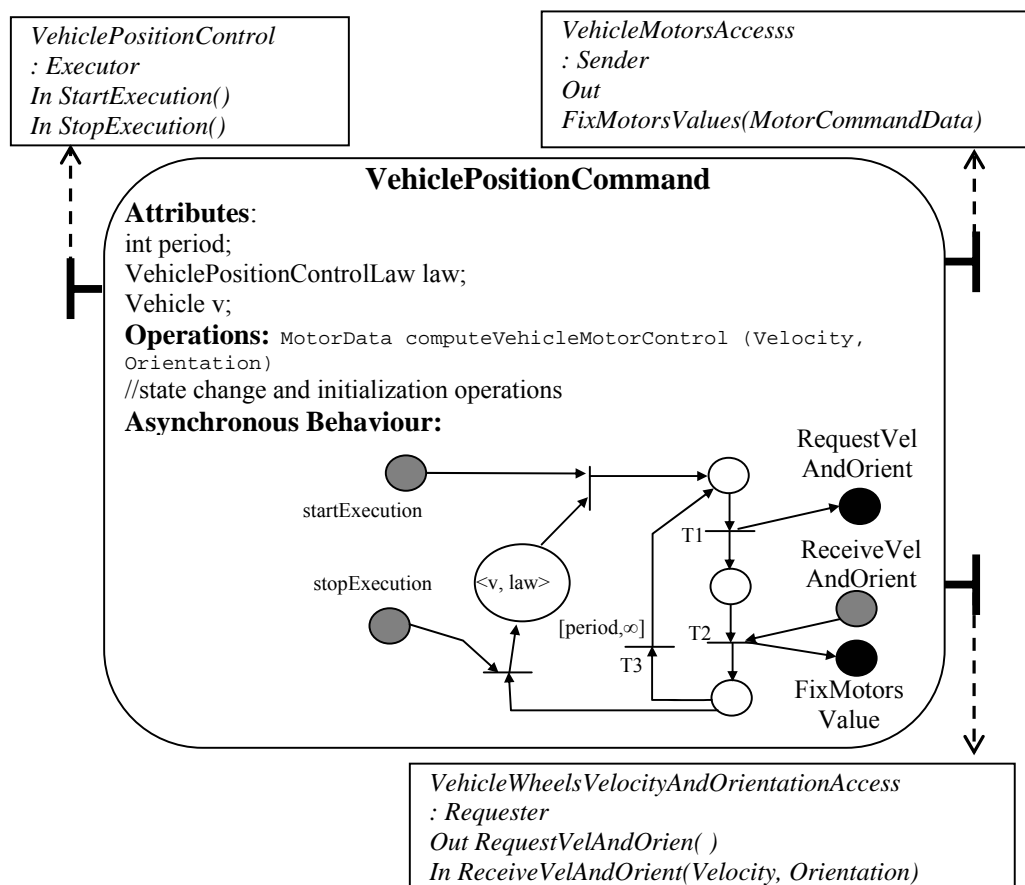 VehiclePositionControl
: Executor
In StartExecution()
In StopExecution()
VehicleMotorsAccesss
: Sender
Out
FixMotorsValues(MotorCommandData)
VehiclePositionCommand
Attributes:
int period;
VehiclePositionControlLaw law;
Vehicle v;
Operations: MotorData computeVehicleMotorControl (Velocity,
Orientation)
//state change and initialization operations
Asynchronous Behaviour:
RequestVel
AndOrient
startExecution
T1
ReceiveVel
AndOrient
stopExecution
<v, law>
[period,∞]
T2
T3
FixMotors
Value
VehicleWheelsVelocityAndOrientationAccess
: Requester
Out RequestVelAndOrien( )
In ReceiveVelAndOrient(Velocity, Orientation)